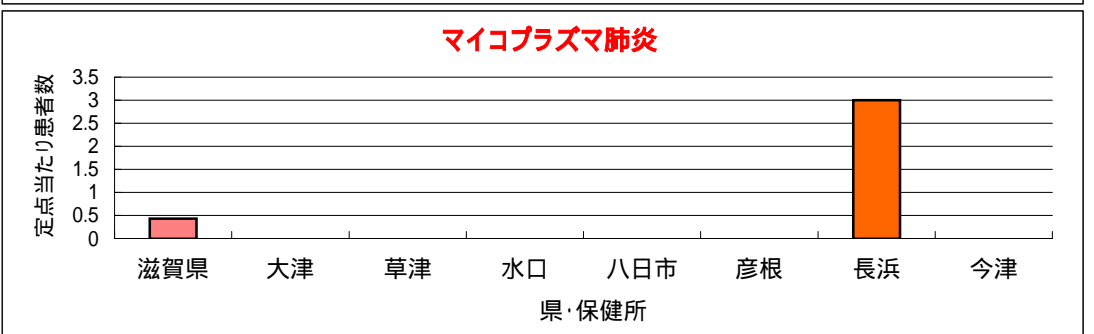 マイコプラズマ肺炎
定点当たり患者数
3.5
3
2.5
2
1.5
1
0.5
0
滋賀県 大津 草津 水口 八日市 彦根 長浜 今津
県・保健所